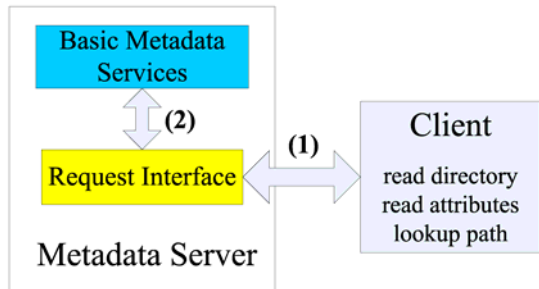 Basic Metadata
Services
(2)
Request Interface
Metadata Server
(1)
Client
read directory
read attributes
lookup path